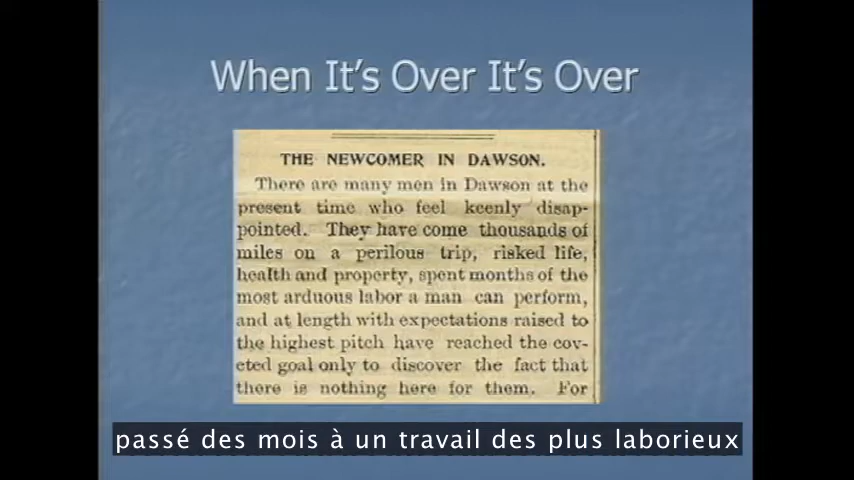 When It's Over It's Over
THE NEWCOMER IN DAWSON.
There are many men in Dawson at the
present time who feel keenly disap-
pointed. They have come thousands of
miles on a perilous trip, risked life,
health and property, spent months of the
most arduous labor a man can perform,
and at length with expectations raised to
the highest pitch have reached the cov-
eted goal only to discover the fact that
there is nothing here for them. For
passé des mois à un travail des plus laborieux